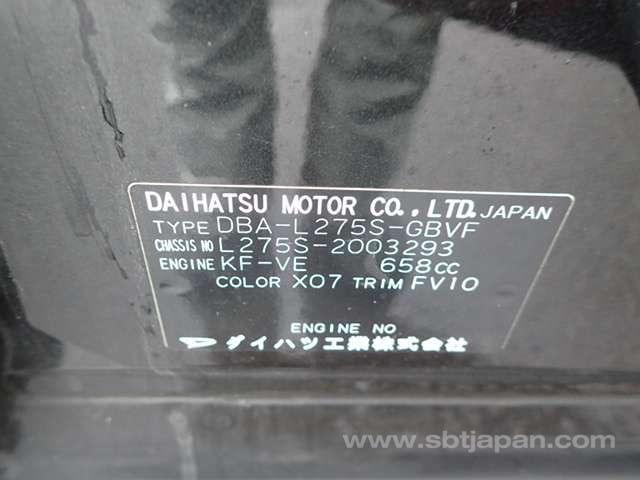 DAIHATSU MOTOR CO., LTD. JAPAN
TYPE DBA-L275S-GBVF
CHASSIS NO L275S-2003293
ENGINE KF-VE 658CC
COLOR X07 TRIM FV10
ENGINE NO
ダイハツ工業株式会社
www.sbtjapan.com